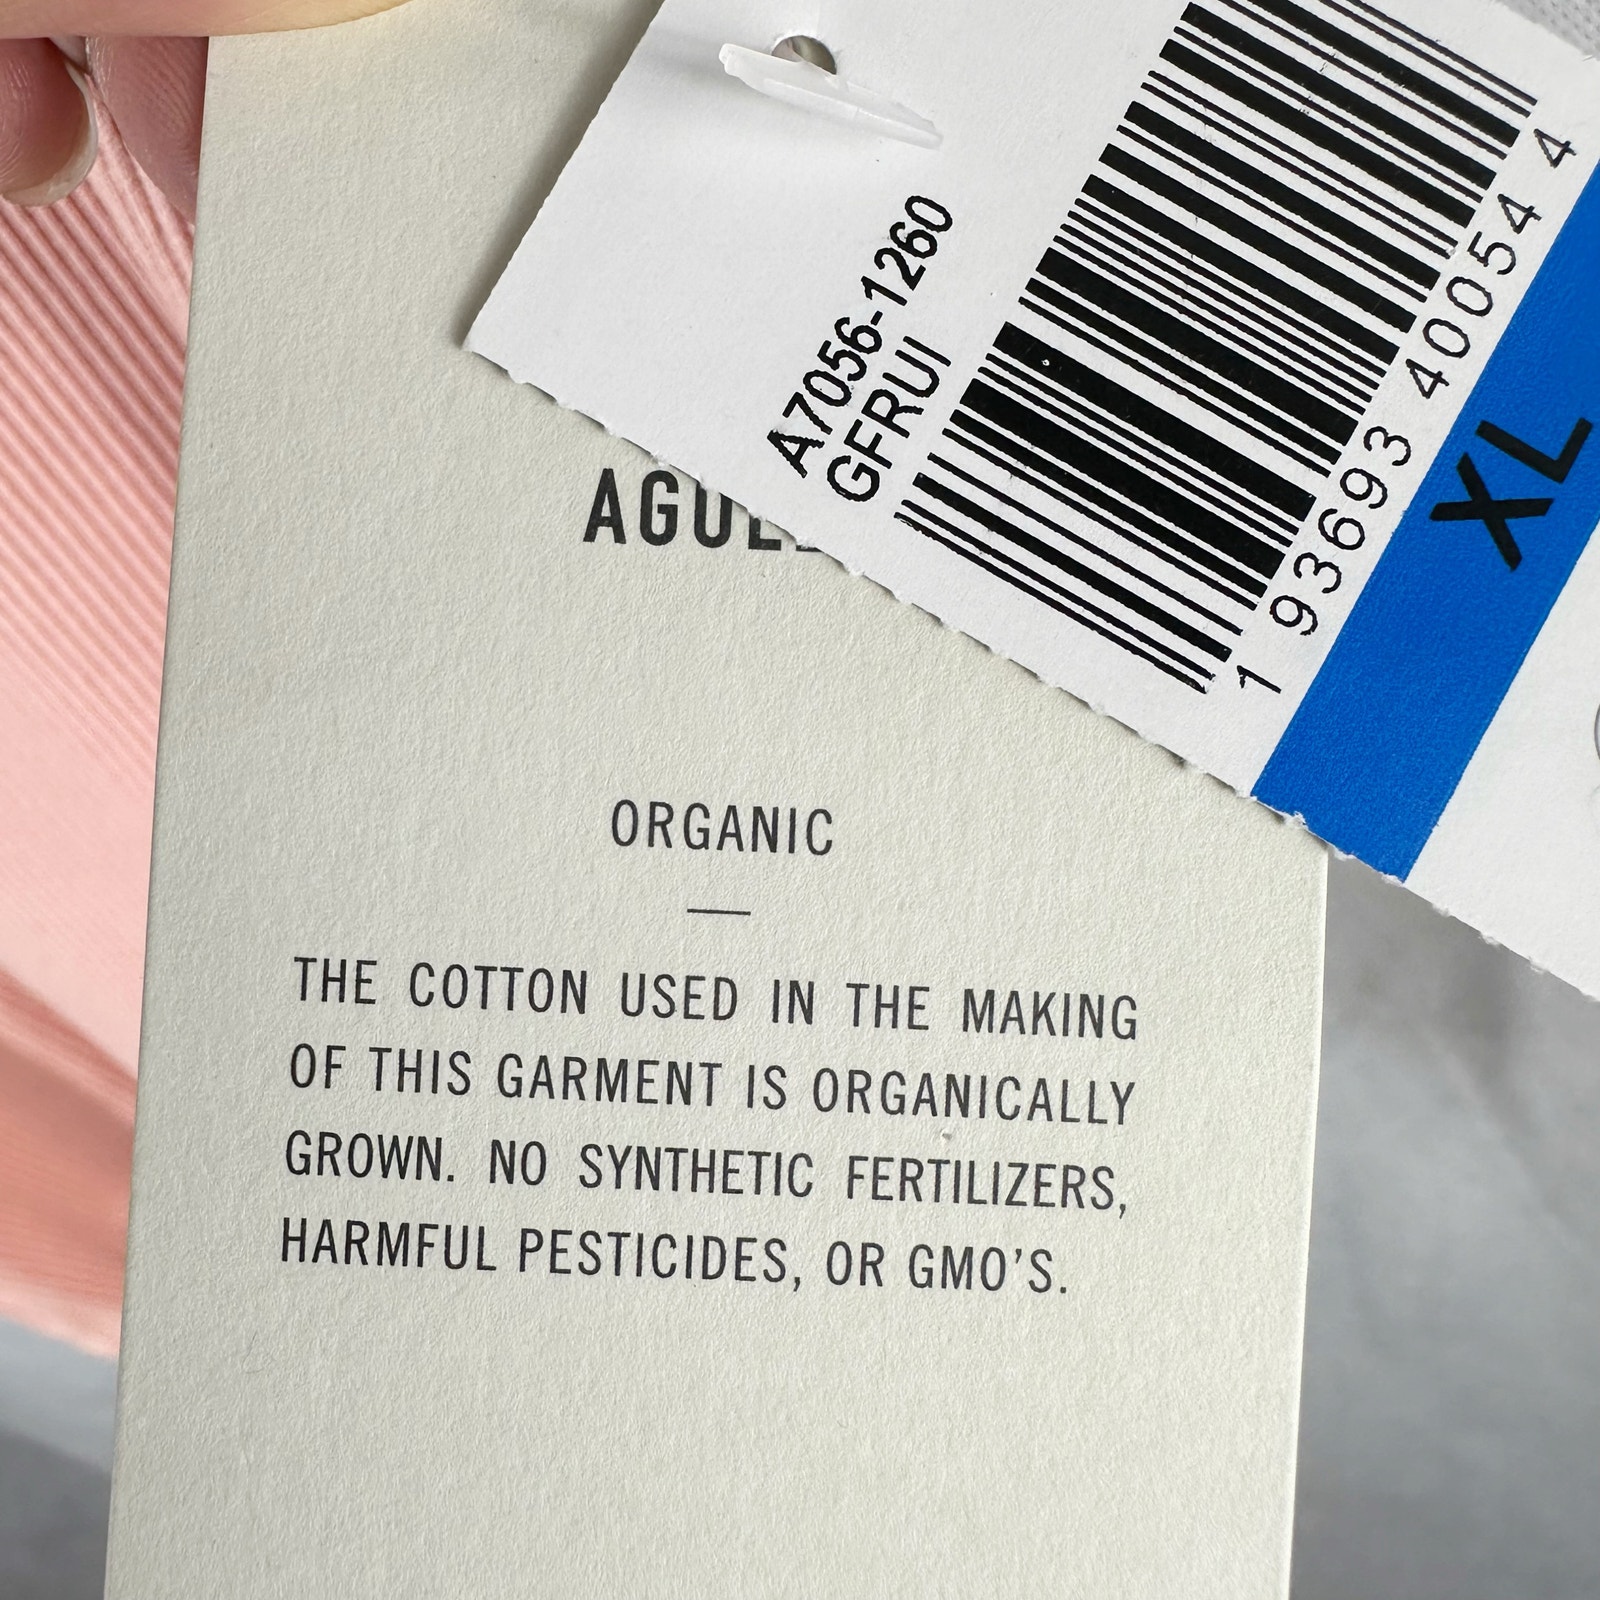 A7056-1260
GFRUI
1 93693 40054 4
XL
ORGANIC
THE COTTON USED IN THE MAKING
OF THIS GARMENT IS ORGANICALLY
GROWN. NO SYNTHETIC FERTILIZERS,
HARMFUL PESTICIDES, OR GMO'S.